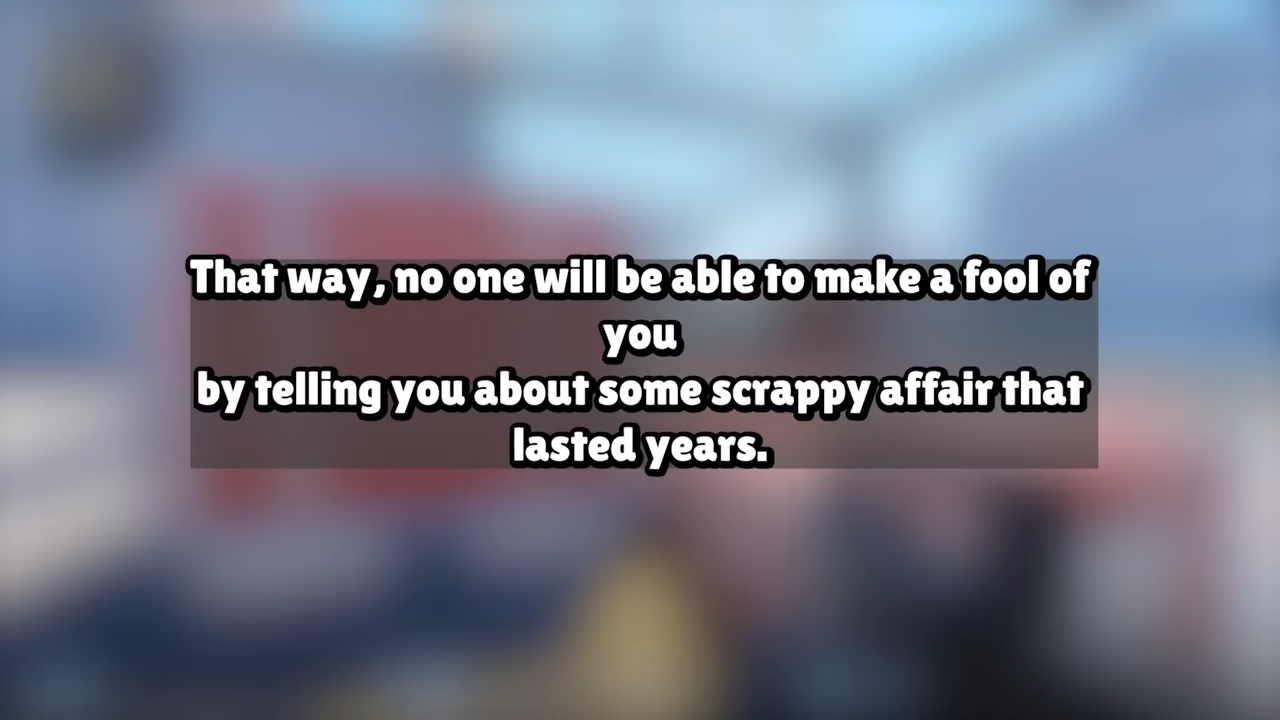 That way, no one will be able to make a fool of
you
by telling you about some scrappy affair that
lasted years.